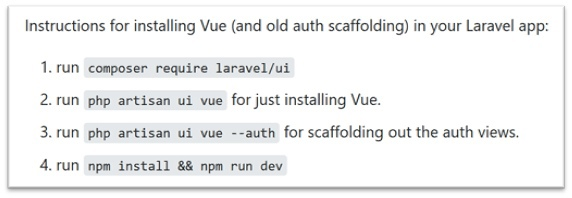 Instructions for installing Vue (and old auth scaffolding) in your Laravel app:
1. run composer require laravel/ui
2. run php artisan ui vue for just installing Vue.
3. run php artisan ui vue --auth for scaffolding out the auth views.
4. run npm install && npm run dev